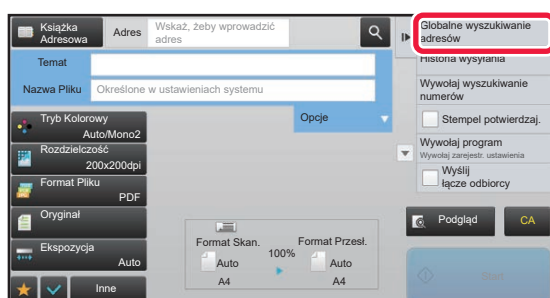 Książka
Adresowa
Adres
Wskaż, żeby wprowadzić
adres
Globalne wyszukiwanie
adresów
Temat
Historia wysyłania
Nazwa Pliku
Określone w ustawieniach systemu
Wywołaj wyszukiwanie
numerów
Tryb Kolorowy
Auto/Mono2
Opcje
Stempel potwierdzaj.
Rozdzielczość
200x200dpi
Wywołaj program
Wywołaj zarejestr. ustawienia
Format Pliku
PDF
Wyślij
łącze odbiorcy
Oryginał
Podgląd
CA
Format Skan.
100%
Format Przesł.
Ekspozycja
Auto
Auto
Auto
A4
A4
Inne
Start